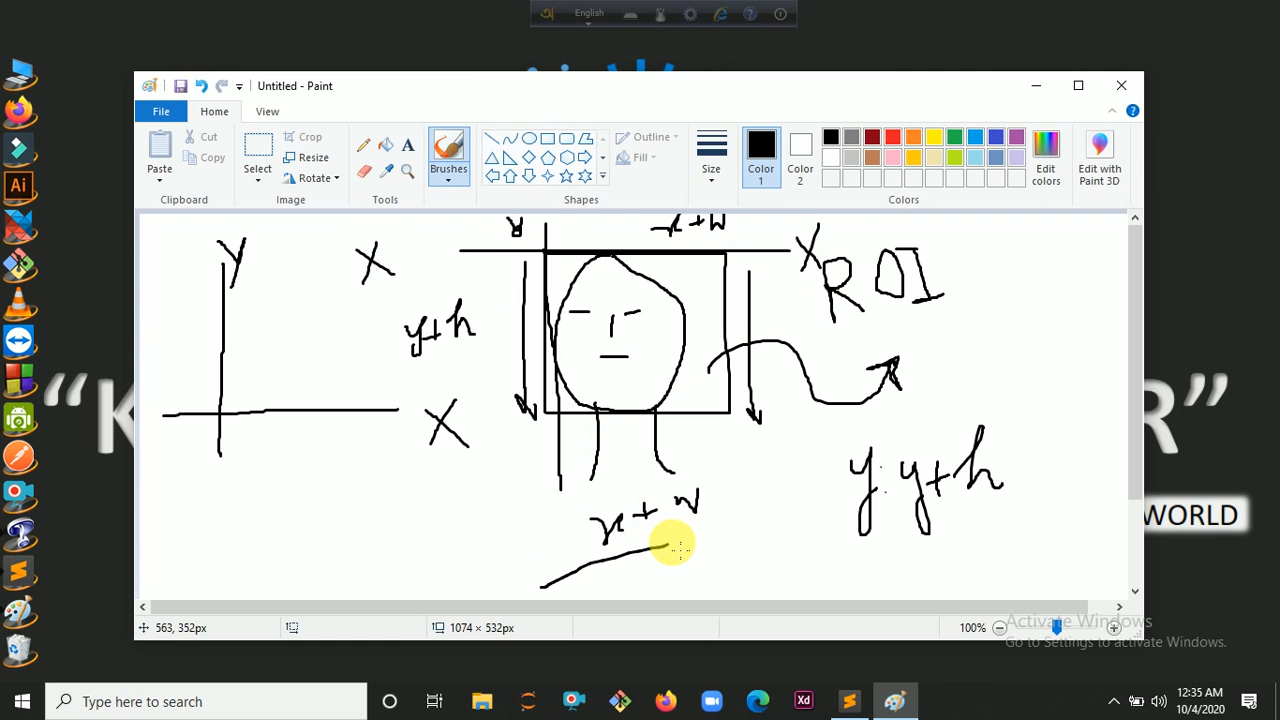 English
Untitled - Paint
File Home View
Paste
Cut
Copy
Clipboard
Select
Crop
Resize
Rotate
Image
Tools
Brushes
Outline
Fill
Shapes
Size
Color 1
Color 2
Edit colors
Colors
Edit with Paint 3D
x+w
Y X X ROI
y+h
X
y: y+h
x+w
"K R"
WORLD
563, 352px 1074 × 532px 100%
Activate Windows
Go to Settings to activate Windows.
Ai
Type here to search
Xd
12:35 AM
10/4/2020